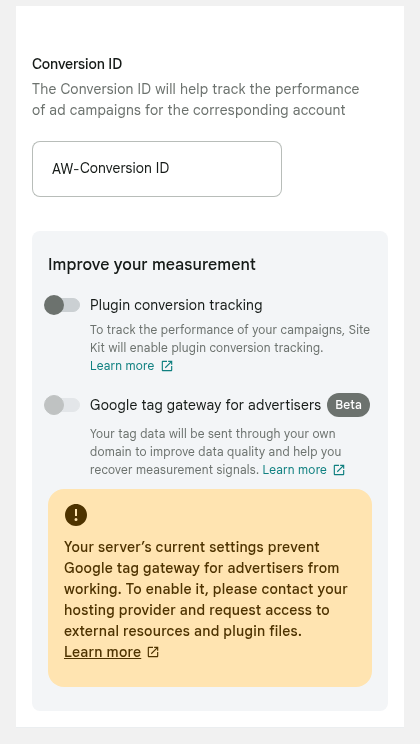 Conversion ID
The Conversion ID will help track the performance
of ad campaigns for the corresponding account
AW-Conversion ID
Improve your measurement
Plugin conversion tracking
To track the performance of your campaigns, Site
Kit will enable plugin conversion tracking.
Learn more
Google tag gateway for advertisers Beta
Your tag data will be sent through your own
domain to improve data quality and help you
recover measurement signals. Learn more
Your server’s current settings prevent
Google tag gateway for advertisers from
working. To enable it, please contact your
hosting provider and request access to
external resources and plugin files.
Learn more